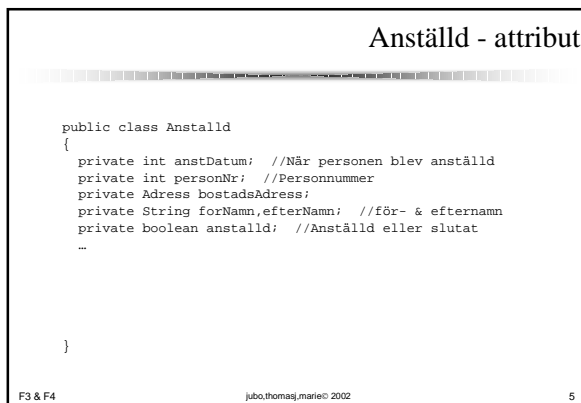 Anställd - attribut
public class Anstalld
{
private int anstDatum; //När personen blev anställd
private int personNr; //Personnummer
private Adress bostadsAdress;
private String forNamn,efterNamn; //för- & efternamn
private boolean anstalld; //Anställd eller slutat
…
}
F3 & F4 jubo,thomasj,marie© 2002 5